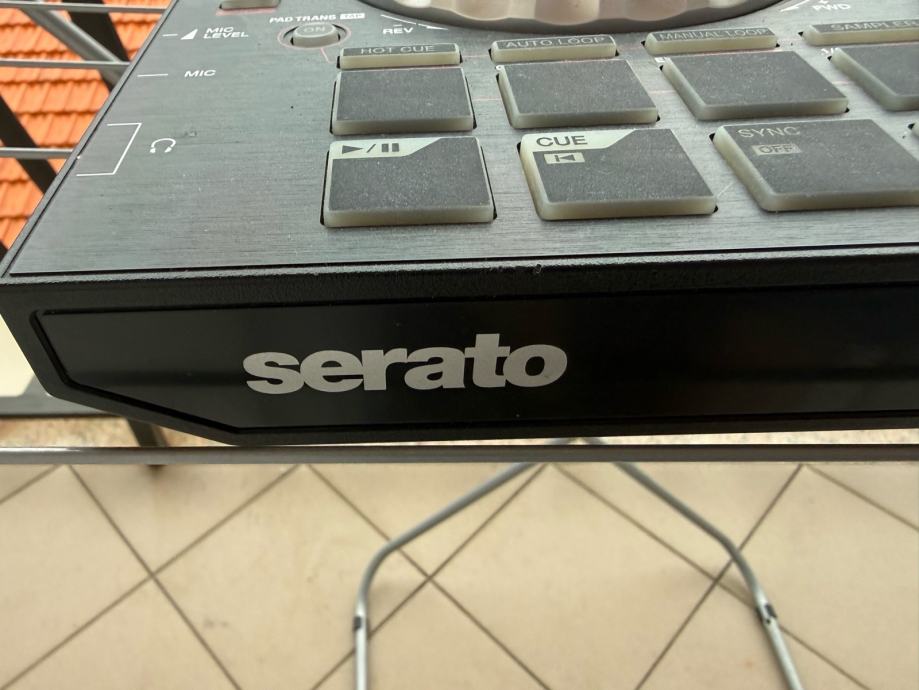 PAD TRANS TAP
ON
MIC LEVEL
REV
FWD
MIC
HOT CUE
AUTO LOOP
MANUAL LOOP
SAMPLER
CUE
SYNC
OFF
serato